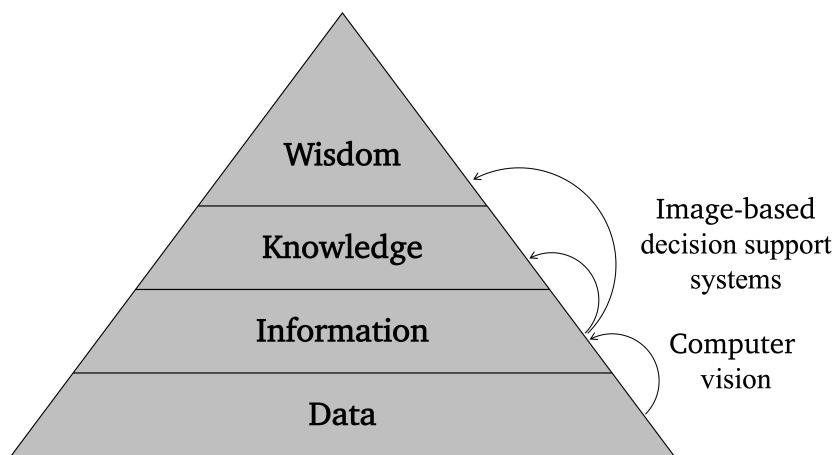 Wisdom
Knowledge
Information
Data
Image-based
decision support
systems
Computer
vision